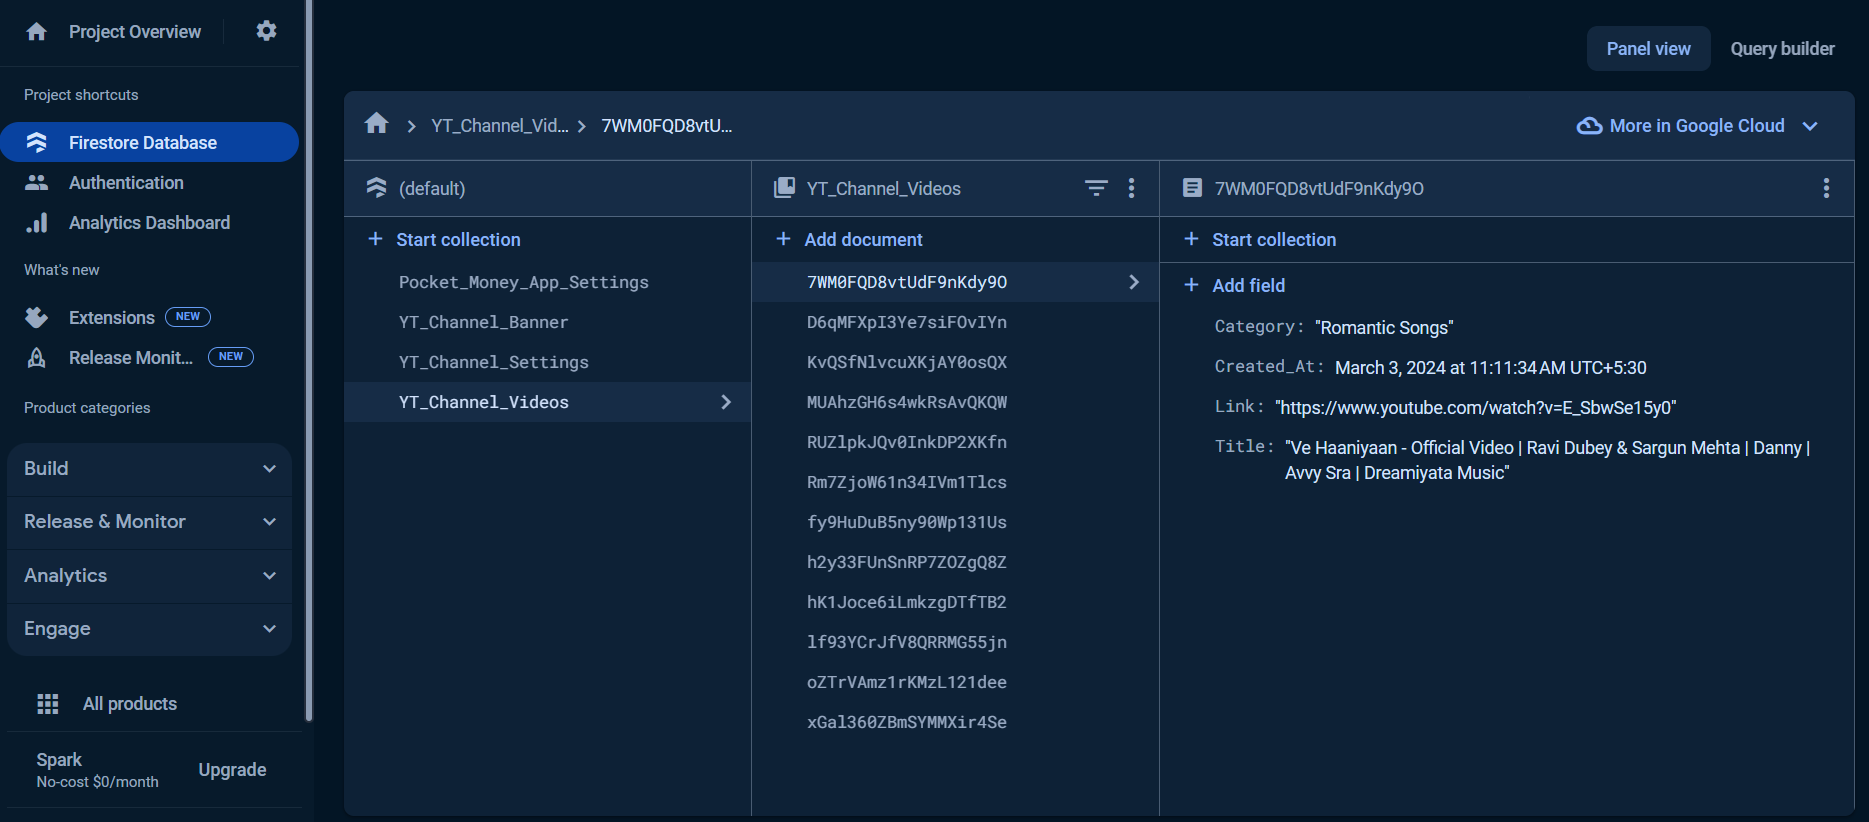 Project Overview
Project shortcuts
Firestore Database
Authentication
Analytics Dashboard
What's new
Extensions NEW
Release Monit... NEW
Product categories
Build
Release & Monitor
Analytics
Engage
All products
Spark
No-cost $0/month
Upgrade
Panel view
Query builder
YT_Channel_Vid... > 7WM0FQD8vtU...
More in Google Cloud
(default)
Start collection
Pocket_Money_App_Settings
YT_Channel_Banner
YT_Channel_Settings
YT_Channel_Videos
YT_Channel_Videos
Add document
7WM0FQD8vtUdF9nKdy9O
D6qMFXpI3Ye7siFOvIYn
KvQSfNlvcuXKjAY0osQX
MUAhzGH6s4wkRsAvQKQW
RUZlpkJQv0InkDP2XKfn
Rm7ZjoW61n34IVm1Tlcs
fy9HuDuB5ny90Wp131Us
h2y33FUnSnRP7ZOZgQ8Z
hK1Joce6iLmkzgDTfTB2
lf93YCrJfV8QRRMG55jn
oZTrVAmz1rKMzL121dee
xGal360ZBmSYMMXir4Se
7WM0FQD8vtUdF9nKdy9O
Start collection
Add field
Category: "Romantic Songs"
Created_At: March 3, 2024 at 11:11:34 AM UTC+5:30
Link: "https://www.youtube.com/watch?v=E_SbwSe15y0"
Title: "Ve Haaniyaan - Official Video | Ravi Dubey & Sargun Mehta | Danny |
Avvy Sra | Dreamiyata Music"